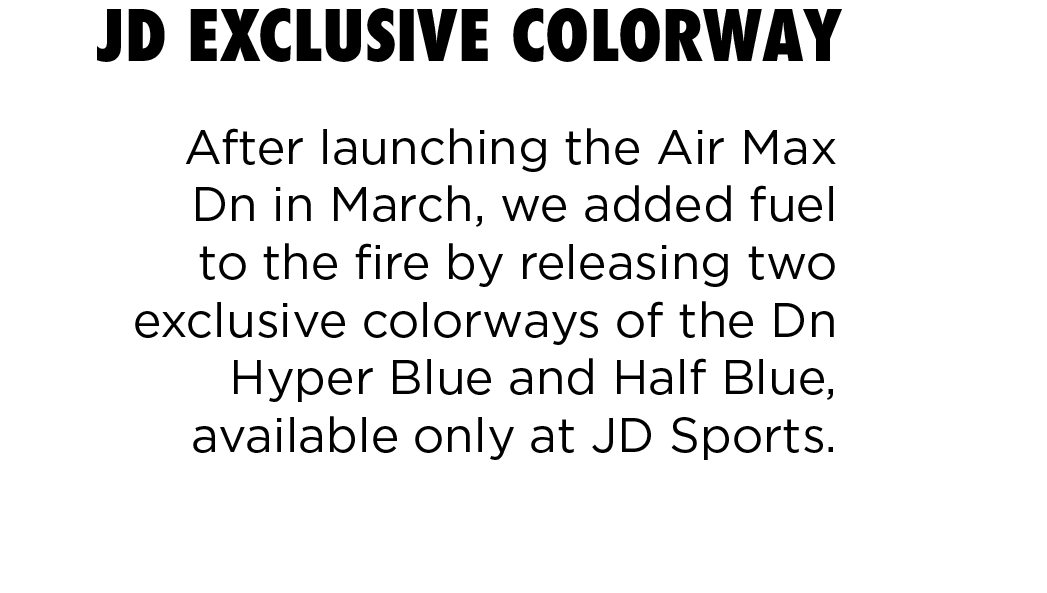 JD EXCLUSIVE COLORWAY
After launching the Air Max
Dn in March, we added fuel
to the fire by releasing two
exclusive colorways of the Dn
Hyper Blue and Half Blue,
available only at JD Sports.